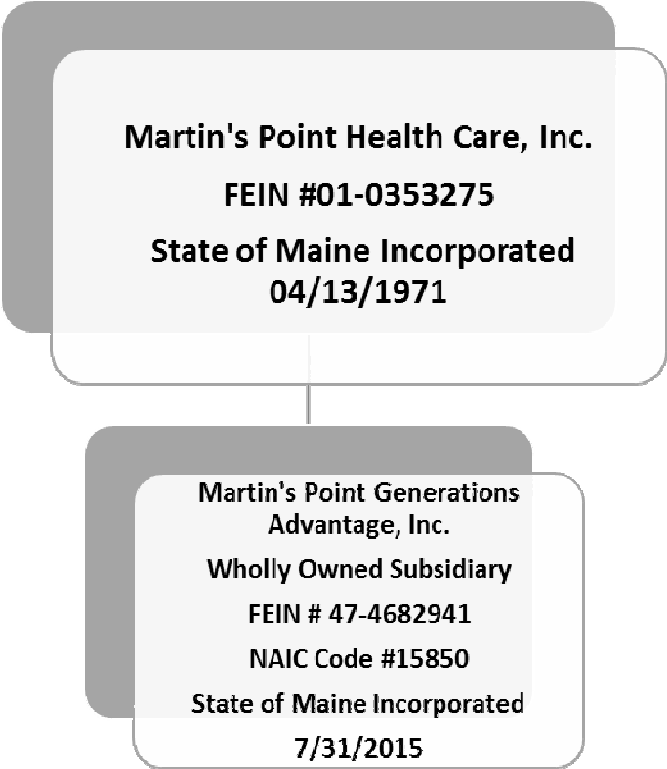 Martin's Point Health Care, Inc.
FEIN #01-0353275
State of Maine Incorporated
04/13/1971
Martin's Point Generations
Advantage, Inc.
Wholly Owned Subsidiary
FEIN # 47-4682941
NAIC Code #15850
State of Maine Incorporated
7/31/2015